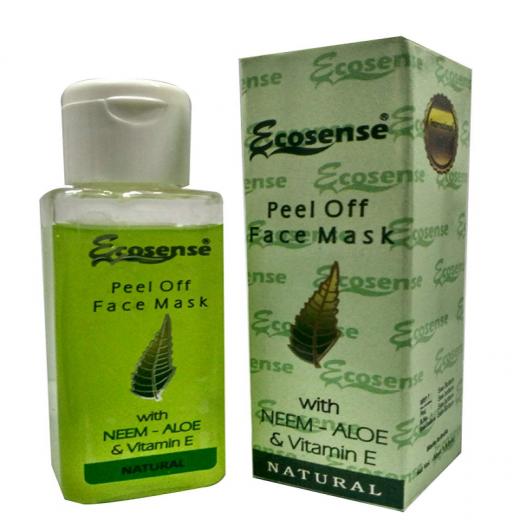 Ecosense®
Peel Off
Face Mask
with
NEEM - ALOE
& Vitamin E
NATURAL
Ecosense®
Peel Off
Face Mask
with
NEEM - ALOE
& Vitamin E
NATURAL